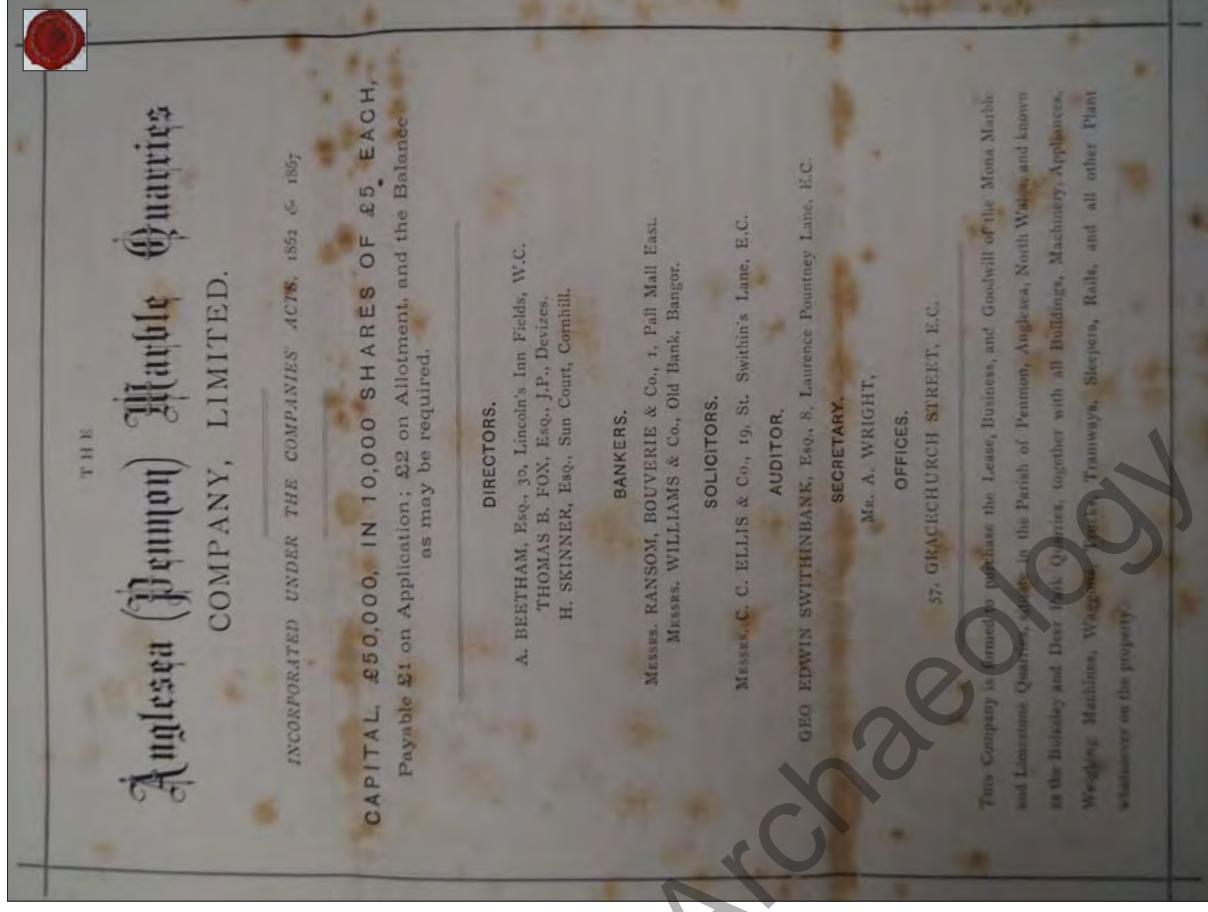 THE
Anglesea (Penmon) Marble Quarries
COMPANY, LIMITED.
INCORPORATED UNDER THE COMPANIES' ACTS, 1862 & 1867
CAPITAL, £50,000, IN 10,000 SHARES OF £5 EACH,
Payable £1 on Application; £2 on Allotment, and the Balance
as may be required.
DIRECTORS.
A. BEETHAM, Esq., 30, Lincoln's Inn Fields, W.C.
THOMAS B. FOX, Esq., J.P., Devizes.
H. SKINNER, Esq., Sun Court, Cornhill.
BANKERS.
MESSRS. RANSOM, BOUVERIE & Co., 1, Pall Mall East.
MESSRS. WILLIAMS & Co., Old Bank, Bangor.
SOLICITORS.
MESSRS. C. C. ELLIS & Co., 19, St. Swithin's Lane, E.C.
AUDITOR.
GEO EDWIN SWITHINBANK, Esq., 8, Laurence Pountney Lane, E.C.
SECRETARY.
MR. A. WRIGHT,
OFFICES.
57, GRACECHURCH STREET, E.C.
THIS Company is formed to purchase the Lease, Business, and Goodwill of the Mona Marble
and Limestone Quarries, situate in the Parish of Penmon, Anglesea, North Wales, and known
as the Bulkeley and Deer Park Quarries, together with all Buildings, Machinery, Appliances,
Weighing Machines, Waggons, Tramways, Sleepers, Rails, and all other Plant
whatsoever on the property.
Archaeology